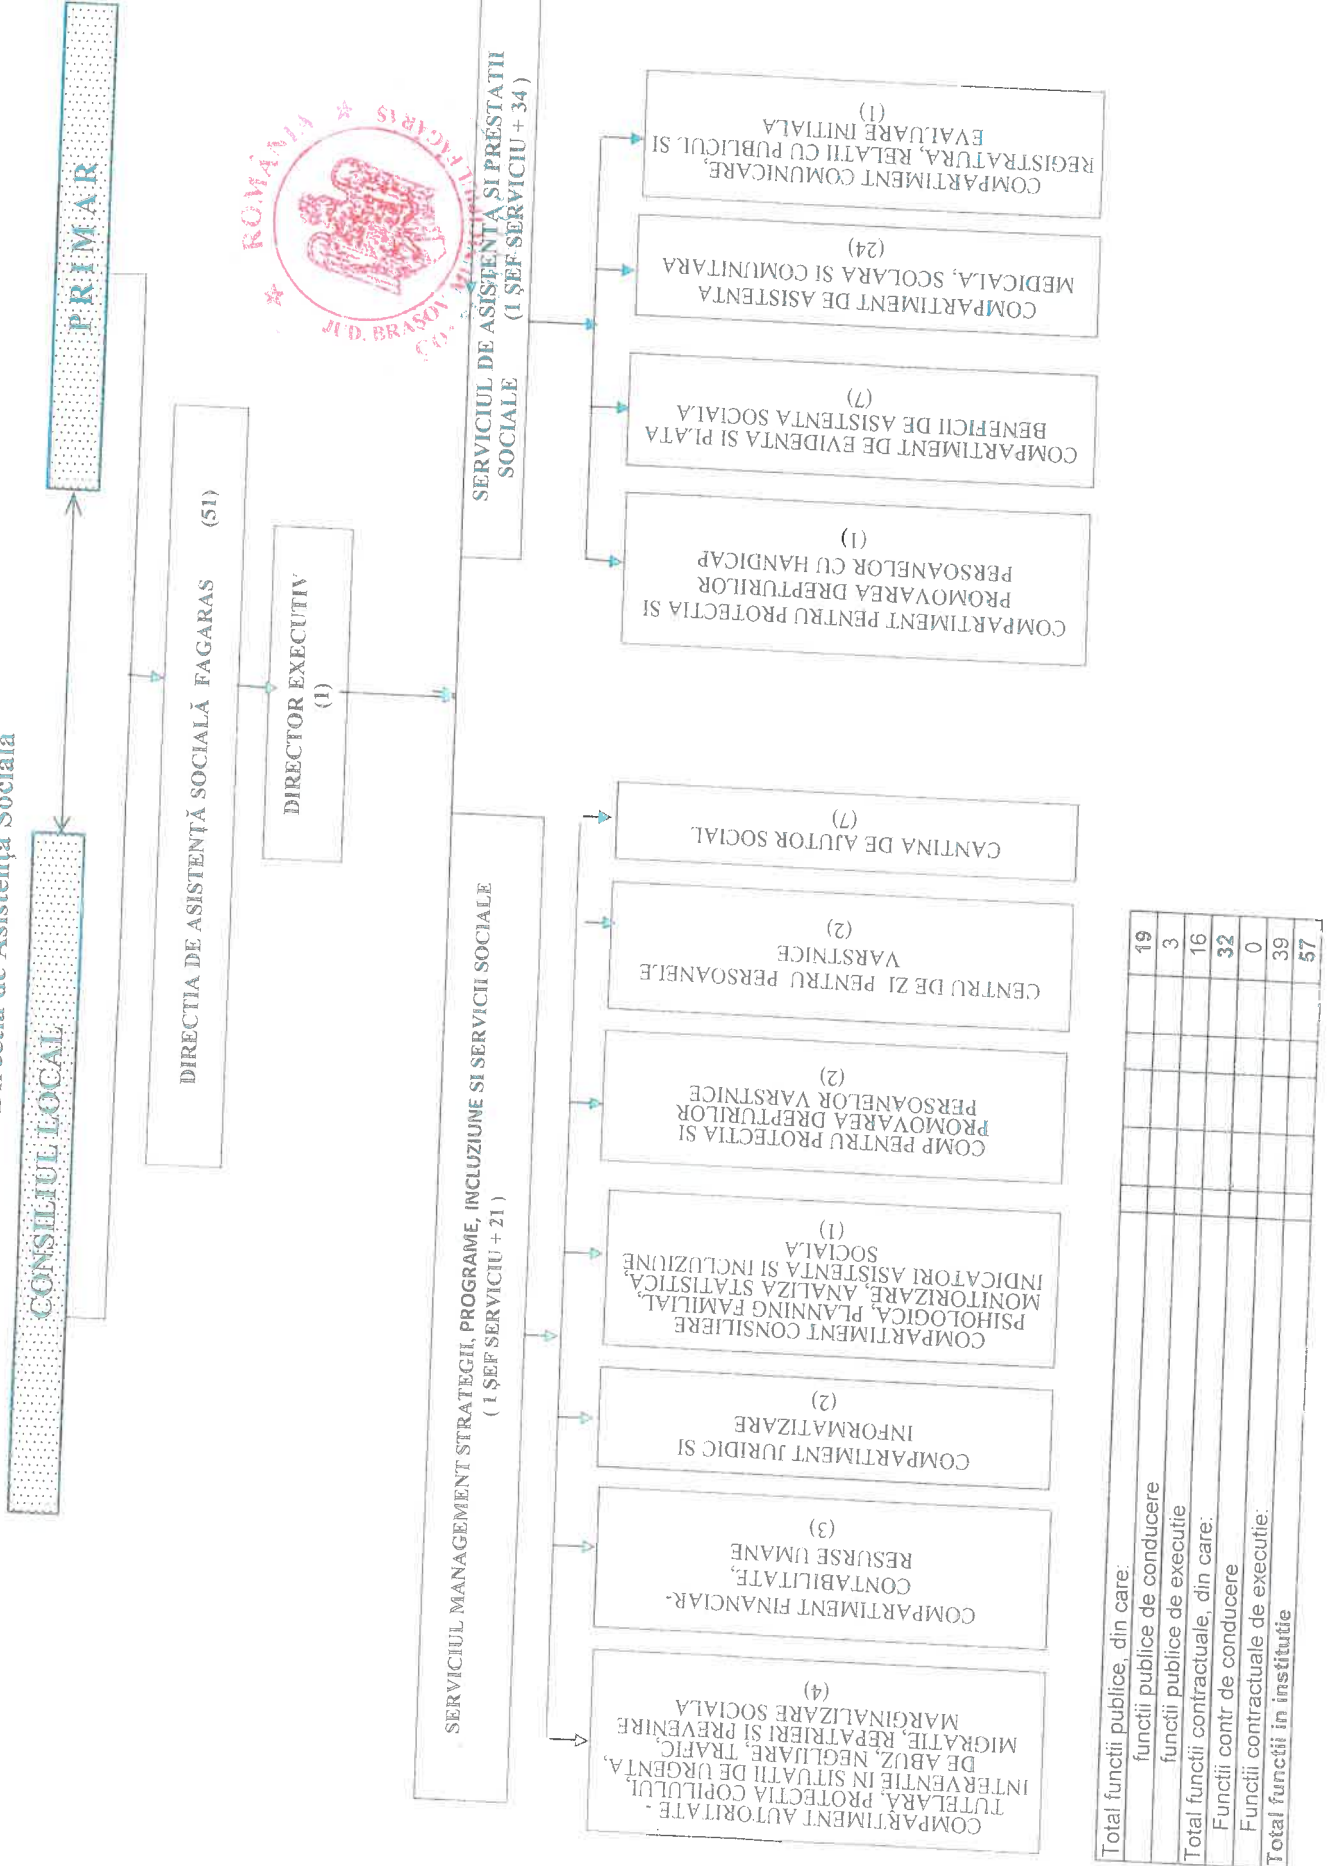 Directia de Asistenta Sociala
CONSILIUL LOCAL
PRIMAR
DIRECTIA DE ASISTENŢĂ SOCIALĂ FAGARAS (51)
DIRECTOR EXECUTIV
(1)
SERVICIUL MANAGEMENT STRATEGII, PROGRAME, INCLUZIUNE SI SERVICII SOCIALE
( 1 ŞEF SERVICIU + 21 )
SERVICIUL DE ASISTENTA SI PRESTATII
SOCIALE (1 ŞEF SERVICIU + 34 )
ROMÂNIA
JUD. BRASOV
FAGARAS
COMPARTIMENT AUTORITATE -
TUTELARA, PROTECTIA COPILULUI,
INTERVENTIE IN SITUATII DE URGENTA,
DE ABUZ, NEGLIJARE, TRAFIC,
MIGRATIE, REPATRIERI SI PREVENIRE
MARGINALIZARE SOCIALA
(4)
COMPARTIMENT FINANCIAR-
CONTABILITATE,
RESURSE UMANE
(3)
COMPARTIMENT JURIDIC SI
INFORMATIZARE
(2)
COMPARTIMENT CONSILIERE
PSIHOLOGICA, PLANNING FAMILIAL,
MONITORIZARE, ANALIZA STATISTICA,
INDICATORI ASISTENTA SI INCLUZIUNE
SOCIALA
(1)
COMP PENTRU PROTECTIA SI
PROMOVAREA DREPTURILOR
PERSOANELOR VARSTNICE
(2)
CENTRU DE ZI PENTRU PERSOANELE
VARSTNICE
(2)
CANTINA DE AJUTOR SOCIAL
(7)
COMPARTIMENT PENTRU PROTECTIA SI
PROMOVAREA DREPTURILOR
PERSOANELOR CU HANDICAP
(1)
COMPARTIMENT DE EVIDENTA SI PLATA
BENEFICII DE ASISTENTA SOCIALA
(7)
COMPARTIMENT DE ASISTENTA
MEDICALA, SCOLARA SI COMUNITARA
(24)
COMPARTIMENT COMUNICARE,
REGISTRATURA, RELATII CU PUBLICUL SI
EVALUARE INITIALA
(1)
Total functii publice, din care: 19
functii publice de conducere 3
functii publice de executie 16
Total functii contractuale, din care: 32
Functii contr de conducere 0
Functii contractuale de executie: 39
Total functii in institutie 57